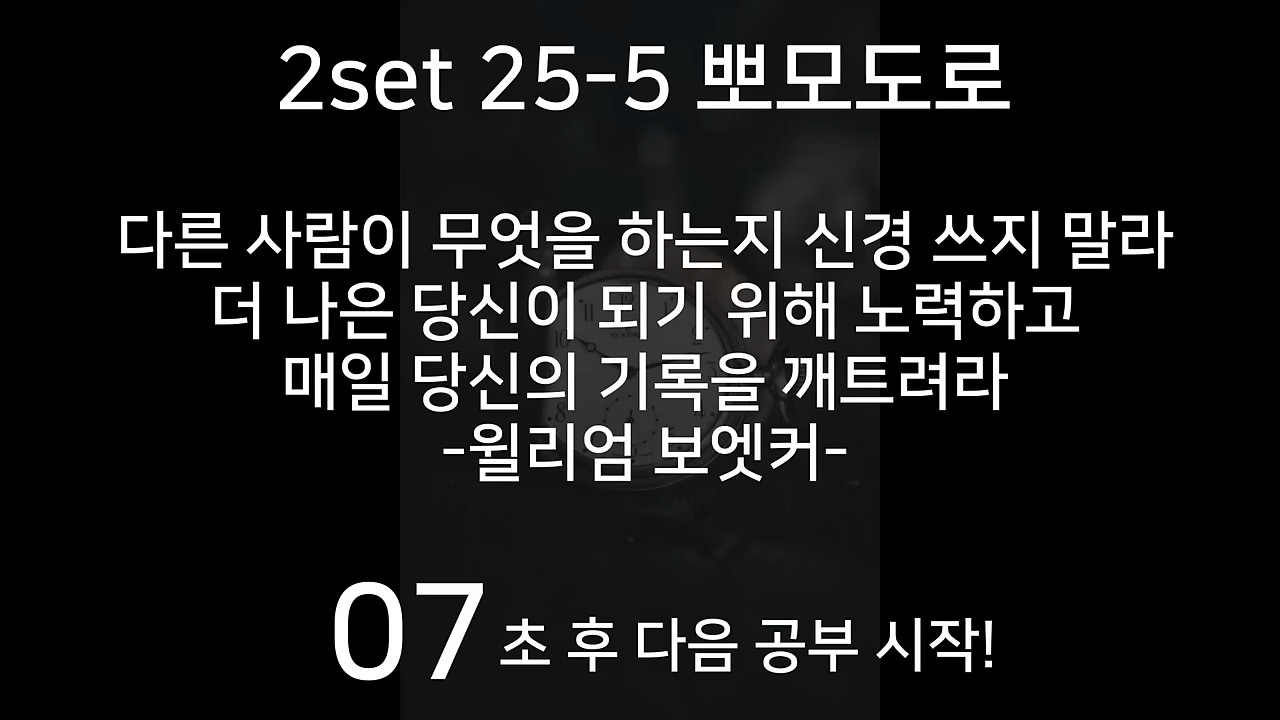 2set 25-5 뽀모도로
다른 사람이 무엇을 하는지 신경 쓰지 말라
더 나은 당신이 되기 위해 노력하고
매일 당신의 기록을 깨트려라
-윌리엄 보엣커-
07 초 후 다음 공부 시작!